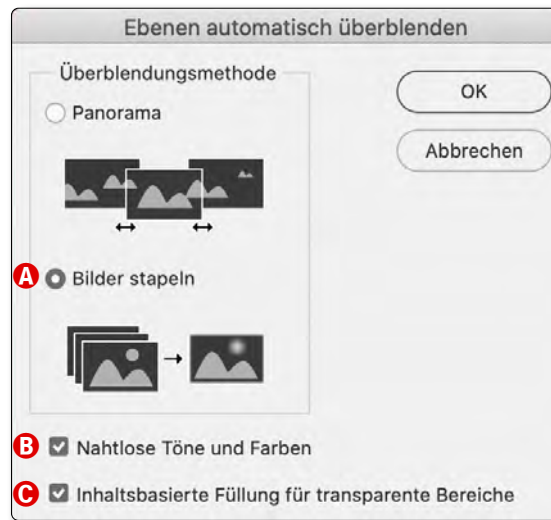 Ebenen automatisch überblenden
Überblendungsmethode
Panorama
OK
Abbrechen
A Bilder stapeln
B Nahtlose Töne und Farben
C Inhaltsbasierte Füllung für transparente Bereiche